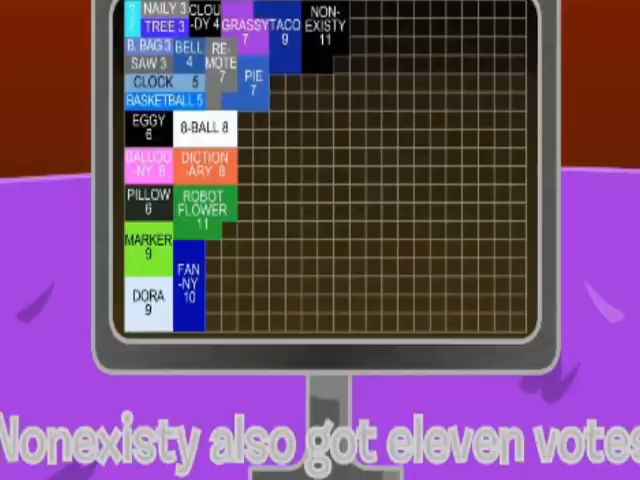 NAILY 3
TREE 3
CLOU
-DY 4
GRASSY
7
TACO
9
NON-
EXISTY
11
B. BAG 3
BELL
4
RE-
MOTE
7
SAW 3
PIE
7
CLOCK 5
BASKETBALL 5
EGGY
6
8-BALL 8
BALLOO
-NY 6
DICTION
-ARY 8
PILLOW
6
ROBOT
FLOWER
11
MARKER
9
FAN
-NY
10
DORA
9
Nonexisty also got eleven votes